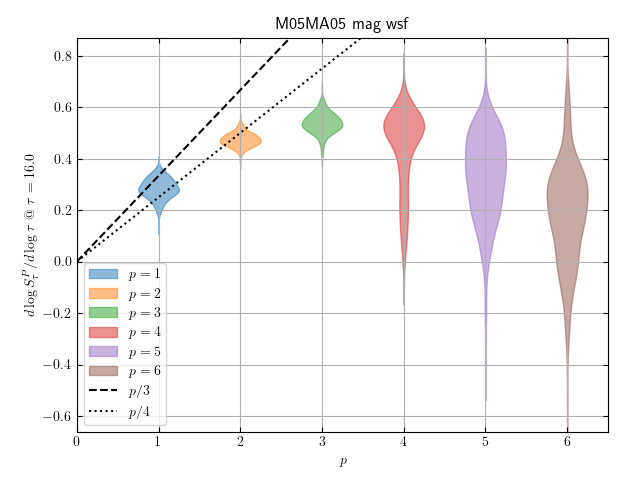 M05MA05 mag wsf
d log S_τ^P / d log τ @ τ = 16.0
0.8
0.6
0.4
0.2
0.0
−0.2
−0.4
−0.6
p = 1
p = 2
p = 3
p = 4
p = 5
p = 6
p/3
p/4
0 1 2 3 4 5 6
p